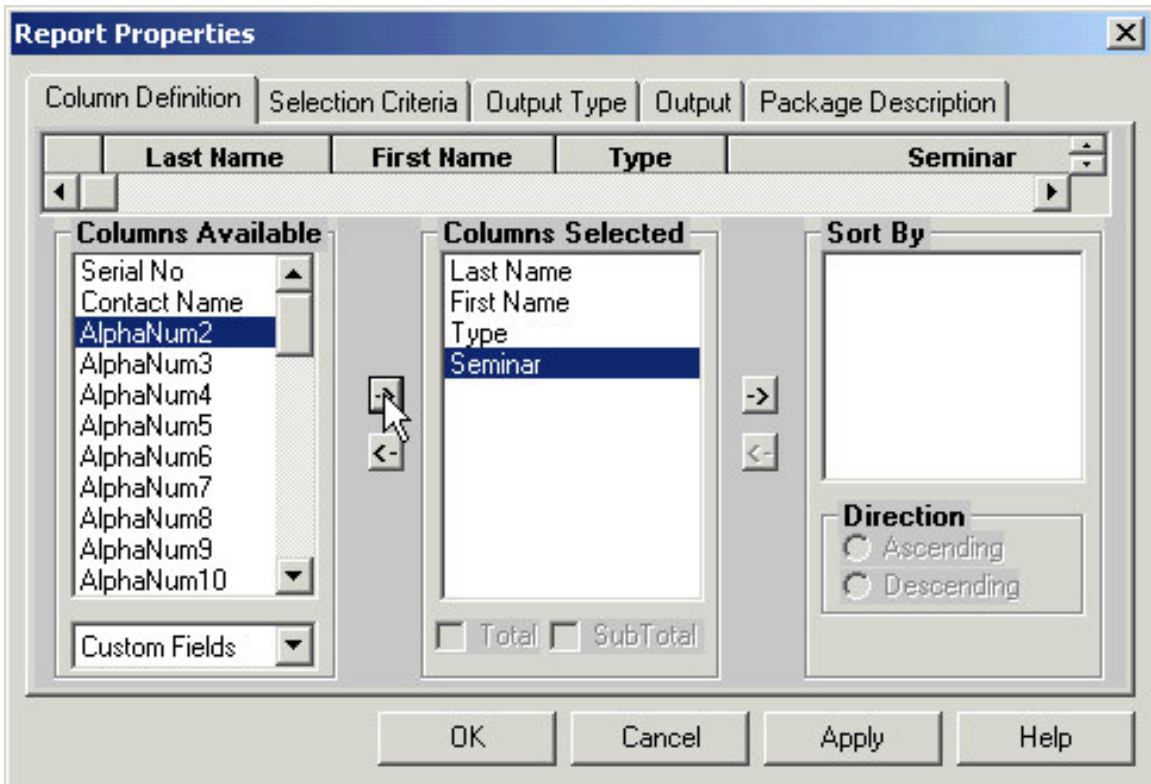 Report Properties
Column Definition Selection Criteria Output Type Output Package Description
Last Name First Name Type Seminar
Columns Available
Serial No
Contact Name
AlphaNum2
AlphaNum3
AlphaNum4
AlphaNum5
AlphaNum6
AlphaNum7
AlphaNum8
AlphaNum9
AlphaNum10
Custom Fields
->
<-
Columns Selected
Last Name
First Name
Type
Seminar
Total SubTotal
->
<-
Sort By
Direction
Ascending
Descending
OK Cancel Apply Help